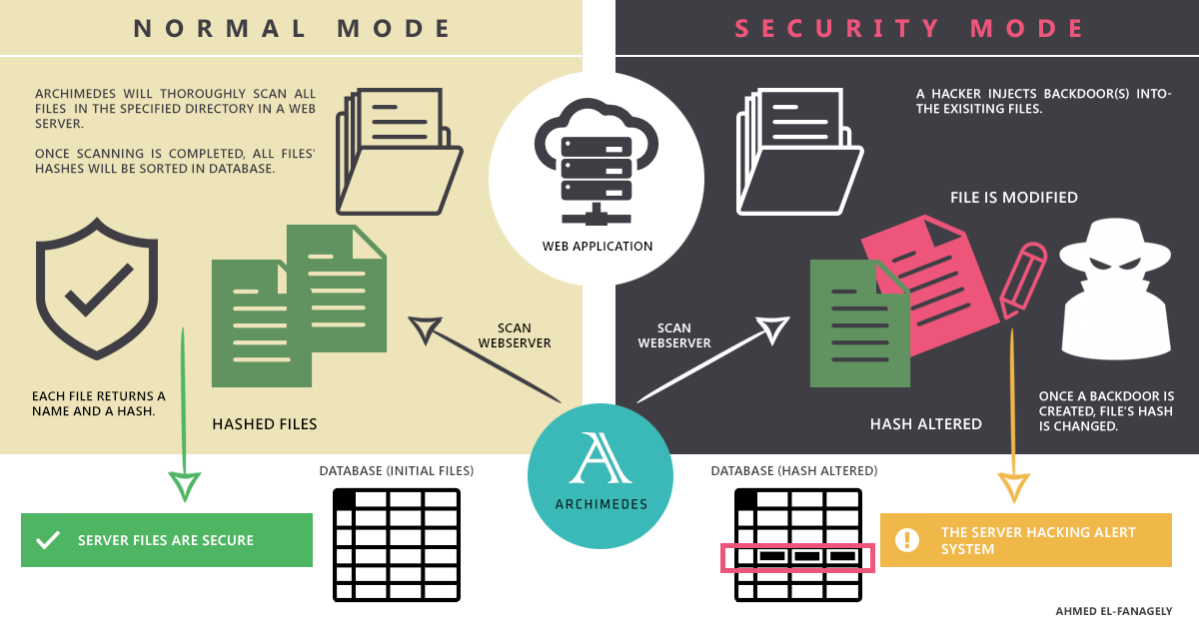 NORMAL MODE
SECURITY MODE
ARCHIMEDES WILL THOROUGHLY SCAN ALL
FILES IN THE SPECIFIED DIRECTORY IN A WEB
SERVER.
ONCE SCANNING IS COMPLETED, ALL FILES'
HASHES WILL BE SORTED IN DATABASE.
A HACKER INJECTS BACKDOOR(S) INTO-
THE EXISITING FILES.
FILE IS MODIFIED
WEB APPLICATION
SCAN
WEBSERVER
SCAN
WEBSERVER
EACH FILE RETURNS A
NAME AND A HASH.
HASHED FILES
HASH ALTERED
ONCE A BACKDOOR IS
CREATED, FILE'S HASH
IS CHANGED.
DATABASE (INITIAL FILES)
ARCHIMEDES
DATABASE (HASH ALTERED)
SERVER FILES ARE SECURE
THE SERVER HACKING ALERT
SYSTEM
AHMED EL-FANAGELY